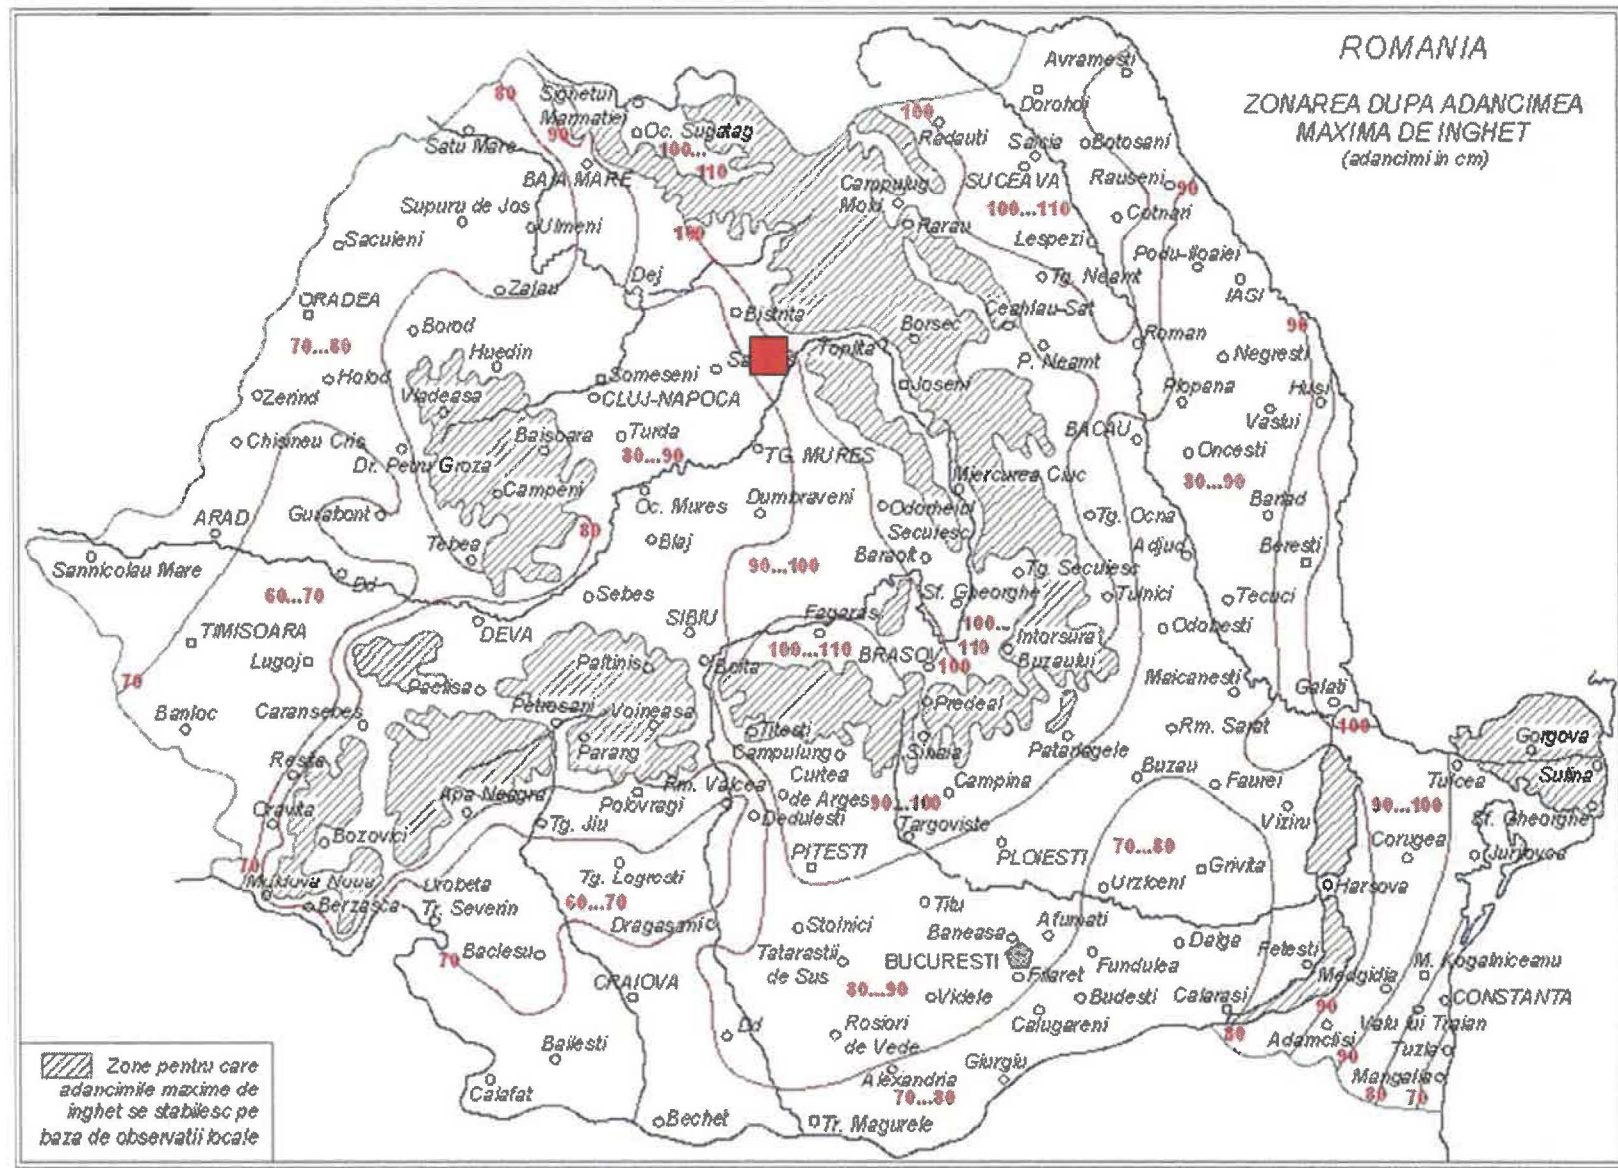 ROMANIA
ZONAREA DUPA ADANCIMEA
MAXIMA DE INGHET
(adancimi in cm)
Avramesti
Dorohoi
80
Sighetul
Marmatiei
90
Oc. Sugatag
100...
110
100
Radauti
Salcia
Botosani
Satu Mare
BAIA MARE
SUCEAVA
100...110
Rauseni
90
Campulug
Mold
Rarau
Cotnari
Supuru de Jos
Ulmeni
Sacuieni
100
Lespezi
Podu-Iloaiei
IASI
Tg. Neamt
Zalau
Dej
ORADEA
Bistrita
Ceahlau-Sat
Roman
90
Borod
Borsec
Toplita
70...80
Huedin
P. Neamt
Negresti
Holod
Someseni
Joseni
Plopana
Husi
Zerind
Vladeasa
CLUJ-NAPOCA
Vaslui
Chisineu Cris
Baisoara
Turda
BACAU
Oncesti
80...90
TG. MURES
Dr. Petru Groza
Miercurea Ciuc
80...90
Campeni
Oc. Mures
Dumbraveni
Odorheiu
Secuiesc
Barlad
Gurahont
ARAD
80
Tg. Ocna
Adjud
Beresti
Tebea
Blaj
Baraolt
Sannicolau Mare
90...100
Tg. Secuiesc
Dd
60...70
Sebes
Sf. Gheorghe
Tulnici
Tecuci
TIMISOARA
DEVA
SIBIU
Fagaras
100...
110
Odobesti
Lugoj
Paltinis
Boita
100...110
BRASOV
100
Intorsura
Buzaului
70
Paclisa
Maicanesti
Galati
Banloc
Caransebes
Petrosani
Voineasa
Predeal
Rm. Sarat
100
Parang
Titesti
Sinaia
Patarlagele
Gorgova
Resita
Campulung
Buzau
Faurei
Tulcea
Sulina
Apa Neagra
Polovragi
Rm. Valcea
Curtea
de Arges
90...100
Campina
90...100
Oravita
Tg. Jiu
Dedulesti
Targoviste
Viziru
Sf. Gheorghe
Bozovici
PITESTI
PLOIESTI
70...80
Corugea
Jurilovca
70
Tg. Logresti
Grivita
Moldova Noua
Drobeta
Tr. Severin
Urziceni
Harsova
Berzasca
60...70
Titu
Dragasani
Stolnici
Afumati
Baneasa
Dalga
Fetesti
70
Baclesu
Tatarastii
de Sus
BUCURESTI
Filaret
Fundulea
M. Kogalniceanu
Medgidia
CRAIOVA
80...90
Videle
Budesti
Calarasi
90
CONSTANTA
Calugareni
Valu lui Traian
Dd
Rosiori
de Vede
80
Adamclisi
Tuzla
90
Bailesti
Giurgiu
Alexandria
Mangalia
Calafat
70...80
80
70
Bechet
Tr. Magurele
Zone pentru care
adancimile maxime de
inghet se stabilesc pe
baza de observatii locale